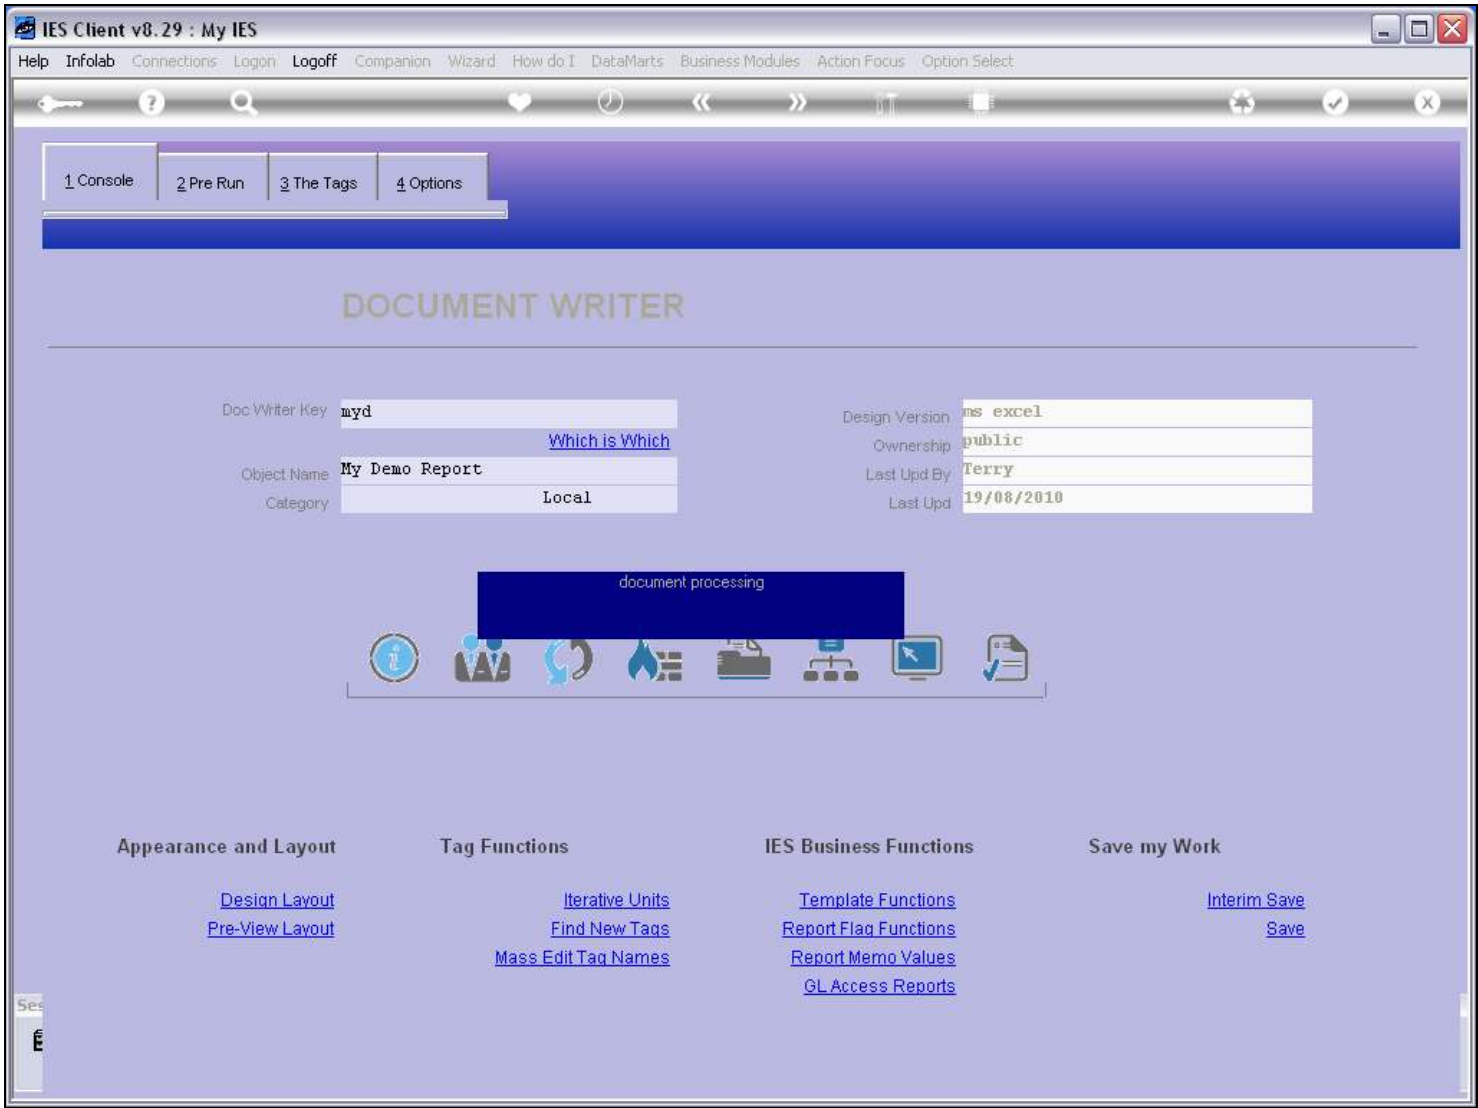 IES Client v8.29 : My IES
Help Infolab Connections Logon Logoff Companion Wizard How do I DataMarts Business Modules Action Focus Option Select
1 Console 2 Pre Run 3 The Tags 4 Options
DOCUMENT WRITER
Doc Writer Key myd
Which is Which
Object Name My Demo Report
Category Local
Design Version ms excel
Ownership public
Last Upd By Terry
Last Upd 19/08/2010
document processing
Appearance and Layout
Design Layout
Pre-View Layout
Tag Functions
Iterative Units
Find New Tags
Mass Edit Tag Names
IES Business Functions
Template Functions
Report Flag Functions
Report Memo Values
GL Access Reports
Save my Work
Interim Save
Save